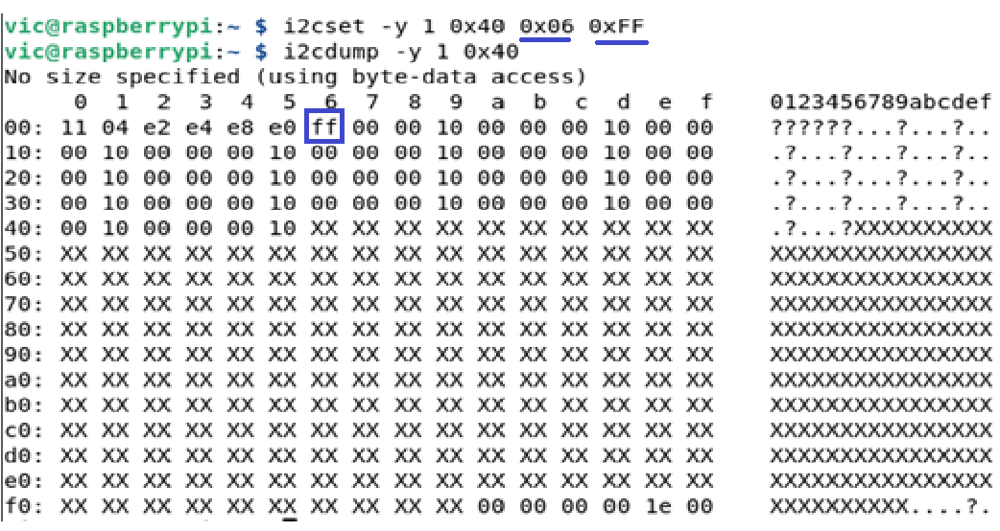 vic@raspberrypi:~ $ i2cset -y 1 0x40 0x06 0xFF
vic@raspberrypi:~ $ i2cdump -y 1 0x40
No size specified (using byte-data access)
     0  1  2  3  4  5  6  7  8  9  a  b  c  d  e  f    0123456789abcdef
00: 11 04 e2 e4 e8 e0 ff 00 00 10 00 00 00 10 00 00    ??????...?...?..
10: 00 10 00 00 00 10 00 00 00 10 00 00 00 10 00 00    .?...?...?...?..
20: 00 10 00 00 00 10 00 00 00 10 00 00 00 10 00 00    .?...?...?...?..
30: 00 10 00 00 00 10 00 00 00 10 00 00 00 10 00 00    .?...?...?...?..
40: 00 10 00 00 00 10 XX XX XX XX XX XX XX XX XX XX    .?...?XXXXXXXXXX
50: XX XX XX XX XX XX XX XX XX XX XX XX XX XX XX XX    XXXXXXXXXXXXXXXX
60: XX XX XX XX XX XX XX XX XX XX XX XX XX XX XX XX    XXXXXXXXXXXXXXXX
70: XX XX XX XX XX XX XX XX XX XX XX XX XX XX XX XX    XXXXXXXXXXXXXXXX
80: XX XX XX XX XX XX XX XX XX XX XX XX XX XX XX XX    XXXXXXXXXXXXXXXX
90: XX XX XX XX XX XX XX XX XX XX XX XX XX XX XX XX    XXXXXXXXXXXXXXXX
a0: XX XX XX XX XX XX XX XX XX XX XX XX XX XX XX XX    XXXXXXXXXXXXXXXX
b0: XX XX XX XX XX XX XX XX XX XX XX XX XX XX XX XX    XXXXXXXXXXXXXXXX
c0: XX XX XX XX XX XX XX XX XX XX XX XX XX XX XX XX    XXXXXXXXXXXXXXXX
d0: XX XX XX XX XX XX XX XX XX XX XX XX XX XX XX XX    XXXXXXXXXXXXXXXX
e0: XX XX XX XX XX XX XX XX XX XX XX XX XX XX XX XX    XXXXXXXXXXXXXXXX
f0: XX XX XX XX XX XX XX XX XX XX 00 00 00 00 1e 00    XXXXXXXXXX....?.